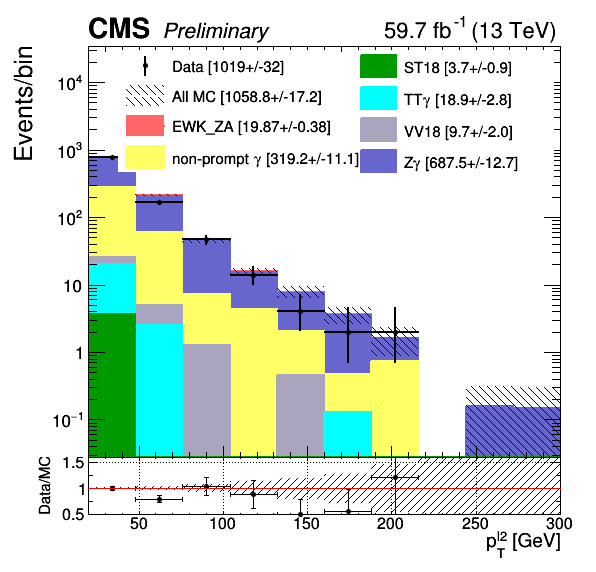 CMS Preliminary 59.7 fb⁻¹ (13 TeV)
Events/bin
Data [1019+/-32]
All MC [1058.8+/-17.2]
EWK_ZA [19.87+/-0.38]
non-prompt γ [319.2+/-11.1]
ST18 [3.7+/-0.9]
TTγ [18.9+/-2.8]
VV18 [9.7+/-2.0]
Zγ [687.5+/-12.7]
10⁴
10³
10²
10
1
10⁻¹
Data/MC
1.5
1
0.5
50 100 150 200 250 300
p_T^l2 [GeV]